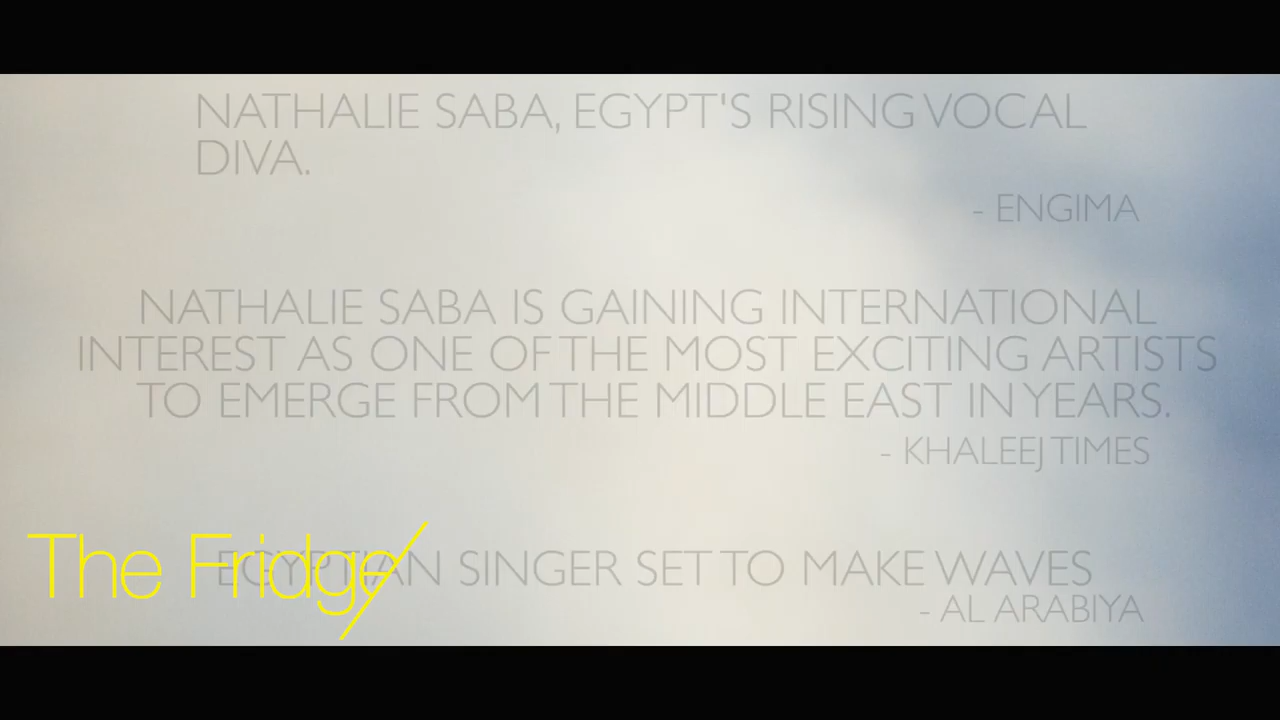 NATHALIE SABA, EGYPT'S RISING VOCAL
DIVA.
- ENGIMA
NATHALIE SABA IS GAINING INTERNATIONAL
INTEREST AS ONE OF THE MOST EXCITING ARTISTS
TO EMERGE FROM THE MIDDLE EAST IN YEARS.
- KHALEEJ TIMES
The Fridge
EGYPTIAN SINGER SET TO MAKE WAVES
- AL ARABIYA